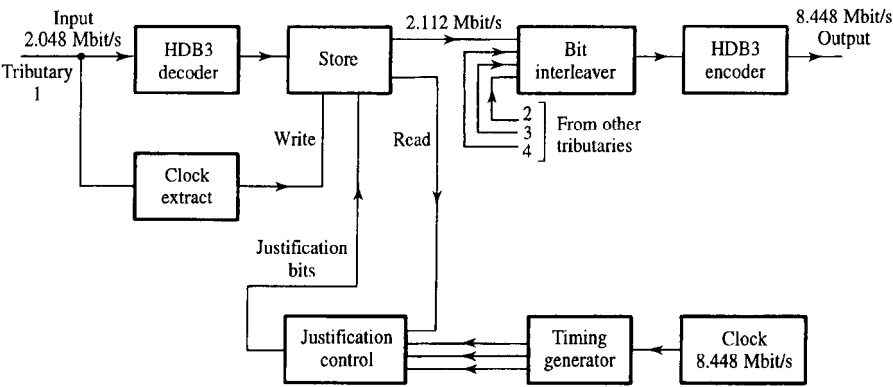 Input
2.048 Mbit/s
Tributary
1
HDB3
decoder
Store
2.112 Mbit/s
Bit
interleaver
HDB3
encoder
8.448 Mbit/s
Output
2
3
4
From other
tributaries
Write
Read
Clock
extract
Justification
bits
Justification
control
Timing
generator
Clock
8.448 Mbit/s